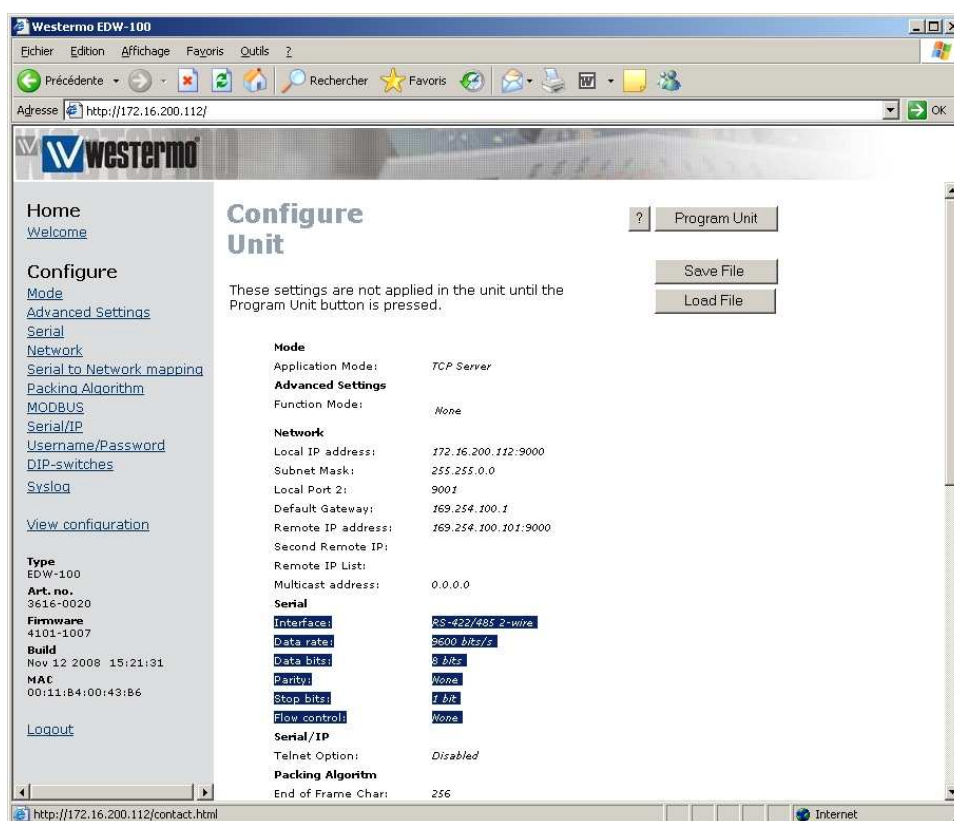 Westermo EDW-100
Fichier Edition Affichage Favoris Outils ?
Précédente Rechercher Favoris
Adresse http://172.16.200.112/ OK
westermo
Home
Welcome
Configure
Mode
Advanced Settings
Serial
Network
Serial to Network mapping
Packing Algorithm
MODBUS
Serial/IP
Username/Password
DIP-switches
Syslog
View configuration
Type
EDW-100
Art. no.
3616-0020
Firmware
4101-1007
Build
Nov 12 2008 15:21:31
MAC
00:11:B4:00:43:B6
Logout
Configure
Unit
? Program Unit
Save File
Load File
These settings are not applied in the unit until the
Program Unit button is pressed.
Mode
Application Mode: TCP Server
Advanced Settings
Function Mode: None
Network
Local IP address: 172.16.200.112:9000
Subnet Mask: 255.255.0.0
Local Port 2: 9001
Default Gateway: 169.254.100.1
Remote IP address: 169.254.100.101:9000
Second Remote IP:
Remote IP List:
Multicast address: 0.0.0.0
Serial
Interface: RS-422/485 2-wire
Data rate: 9600 bits/s
Data bits: 8 bits
Parity: None
Stop bits: 1 bit
Flow control: None
Serial/IP
Telnet Option: Disabled
Packing Algoritm
End of Frame Char: 256
http://172.16.200.112/contact.html Internet